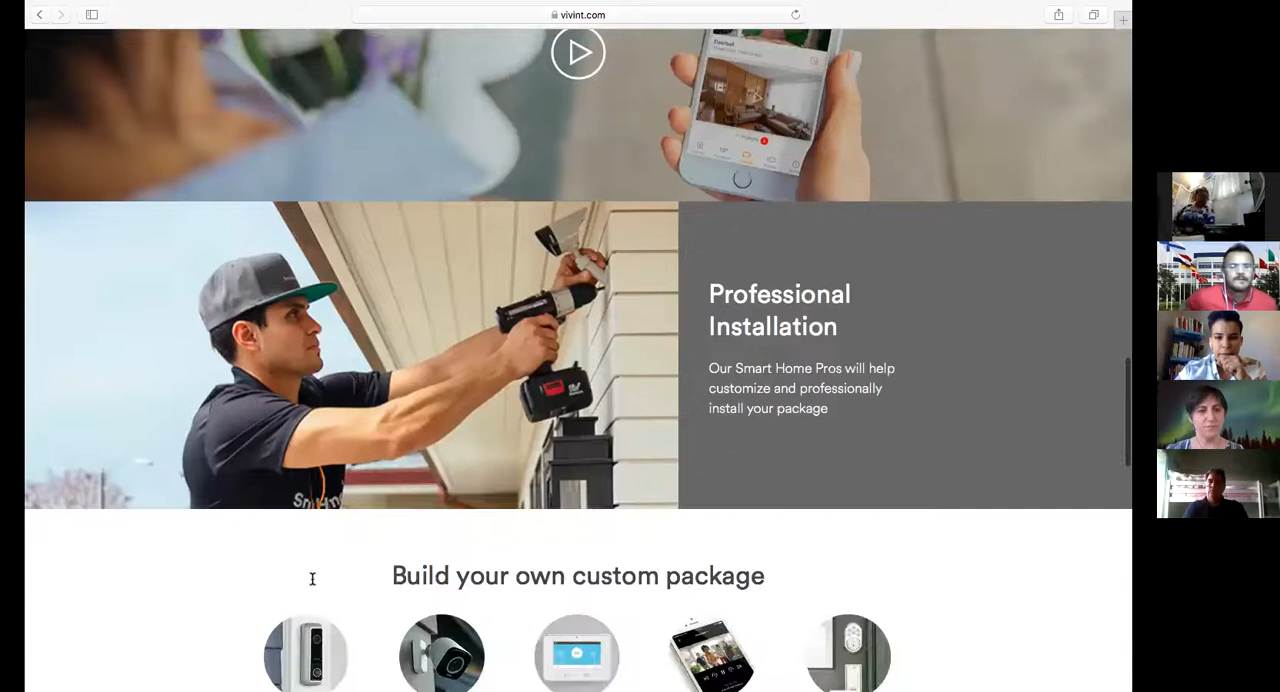 vivint.com
Doorbell
Professional
Installation
Our Smart Home Pros will help
customize and professionally
install your package
Build your own custom package